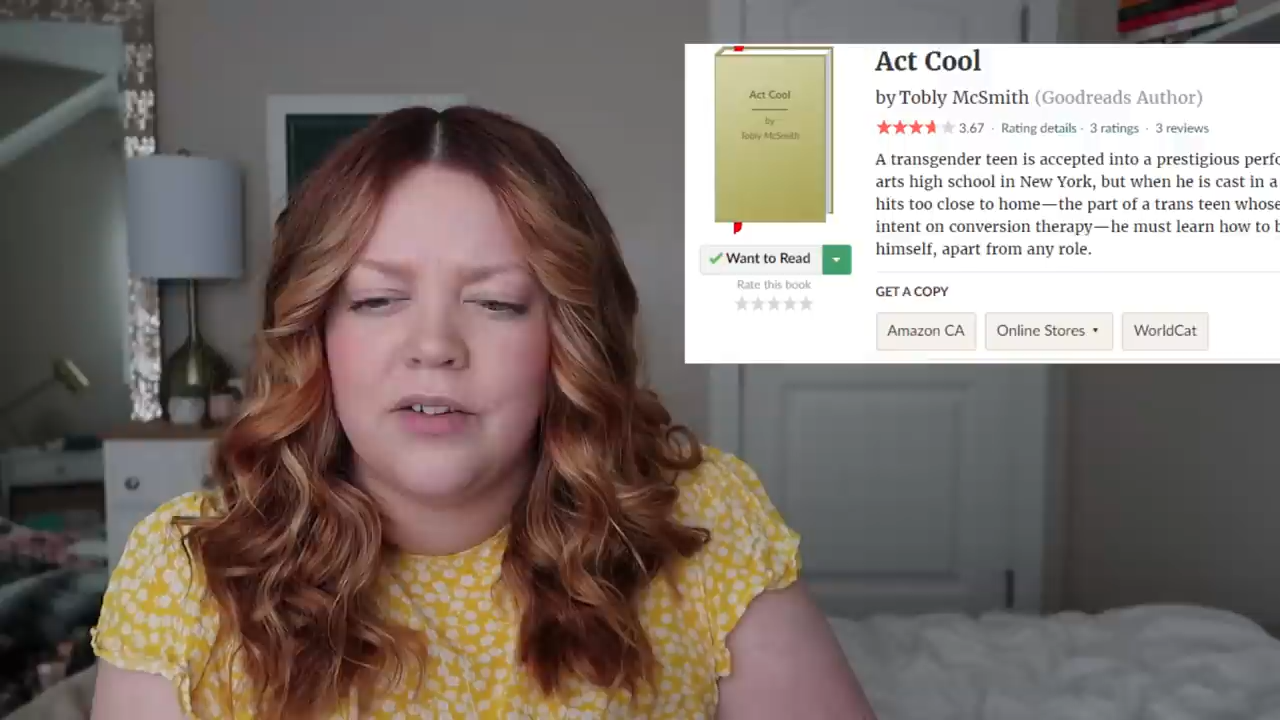 Act Cool
by
Tobly McSmith
Want to Read
Rate this book
Act Cool
by Tobly McSmith (Goodreads Author)
3.67 · Rating details · 3 ratings · 3 reviews
A transgender teen is accepted into a prestigious perfo
arts high school in New York, but when he is cast in a
hits too close to home—the part of a trans teen whose
intent on conversion therapy—he must learn how to b
himself, apart from any role.
GET A COPY
Amazon CA
Online Stores
WorldCat